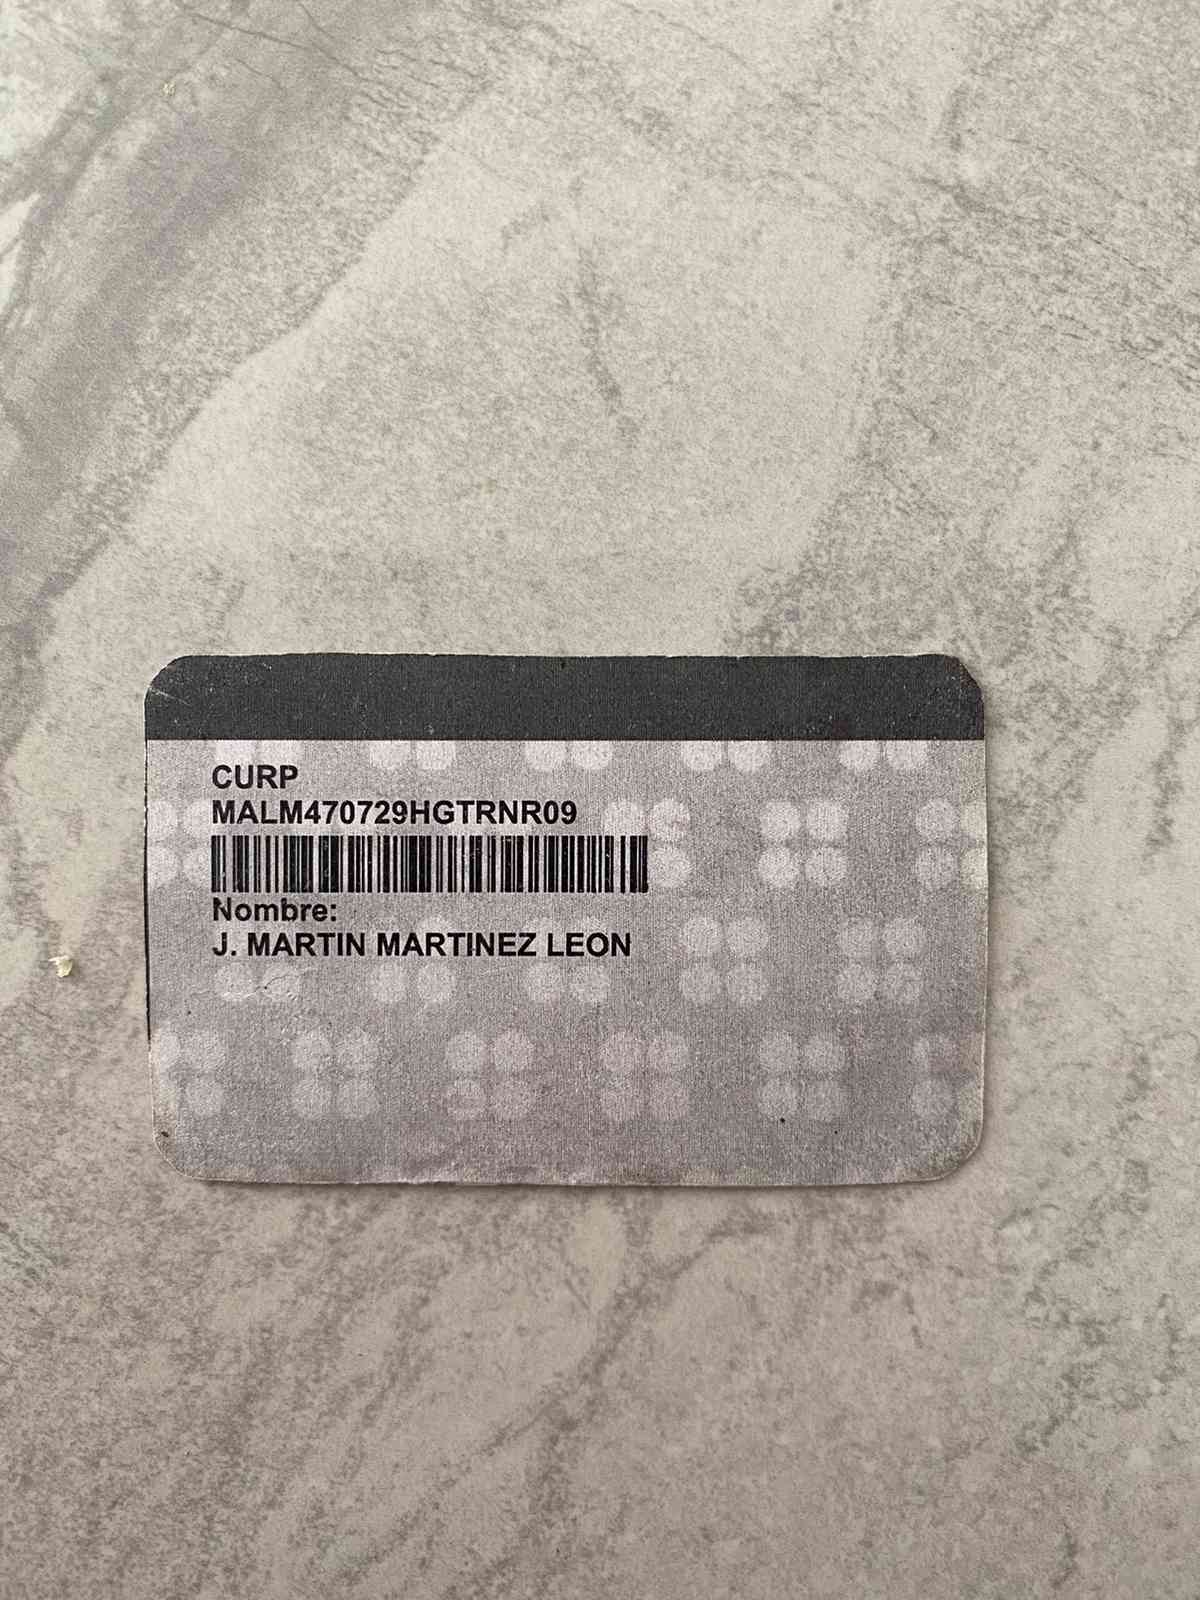 CURP
MALM470729HGTRNR09
Nombre:
J. MARTIN MARTINEZ LEON